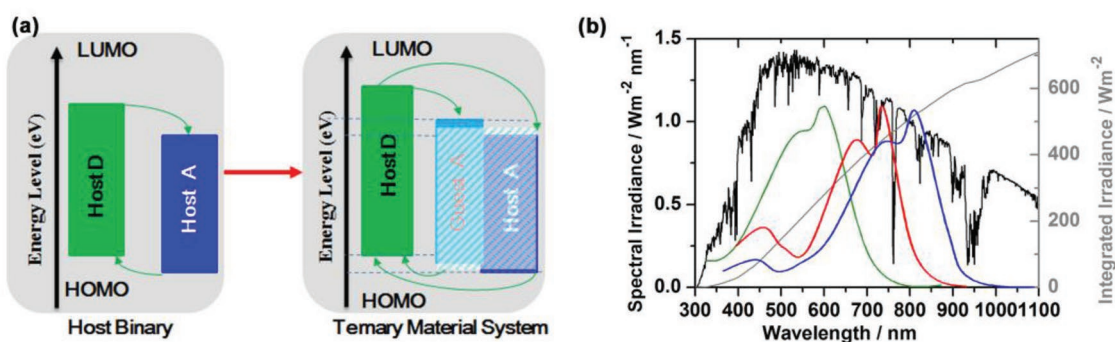 (a)
LUMO
Energy Level (eV)
Host D
Host A
HOMO
Host Binary
LUMO
Energy Level (eV)
Host D
Guest A
Host A
HOMO
Ternary Material System
(b)
Spectral Irradiance / Wm-2 nm-1
1.5
1.0
0.5
0.0
300 400 500 600 700 800 900 1000 1100
Wavelength / nm
600
400
200
0
Integrated Irradiance / Wm-2